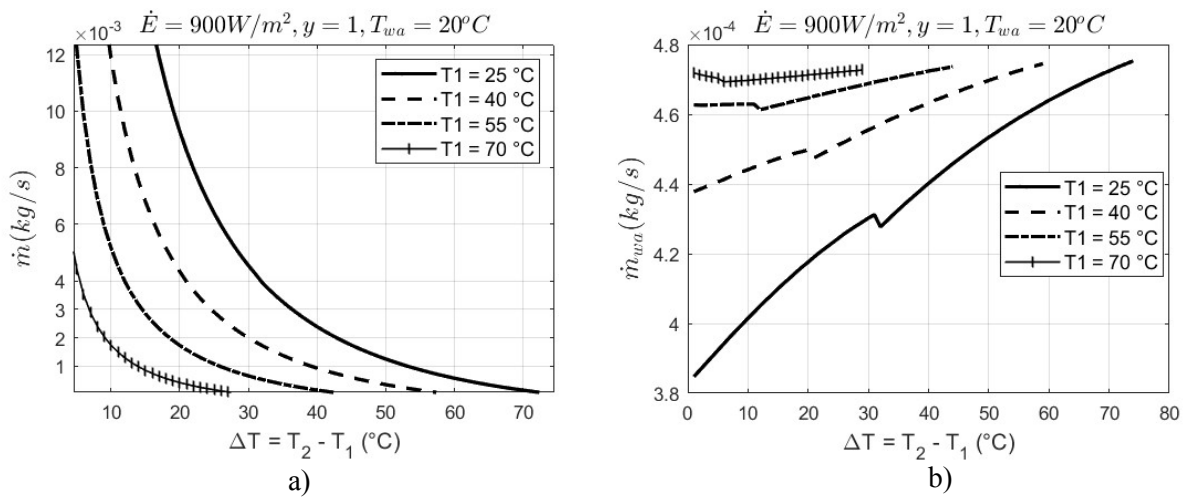 Ė = 900W/m², y = 1, T_wa = 20°C
×10⁻³
12
10
8
6
4
3
2
1
ṁ(kg/s)
T1 = 25 °C
T1 = 40 °C
T1 = 55 °C
T1 = 70 °C
10 20 30 40 50 60 70
ΔT = T₂ - T₁ (°C)
a)
Ė = 900W/m², y = 1, T_wa = 20°C
×10⁻⁴
4.8
4.6
4.4
4.2
4
3.8
ṁ_wa(kg/s)
T1 = 25 °C
T1 = 40 °C
T1 = 55 °C
T1 = 70 °C
0 10 20 30 40 50 60 70 80
ΔT = T₂ - T₁ (°C)
b)